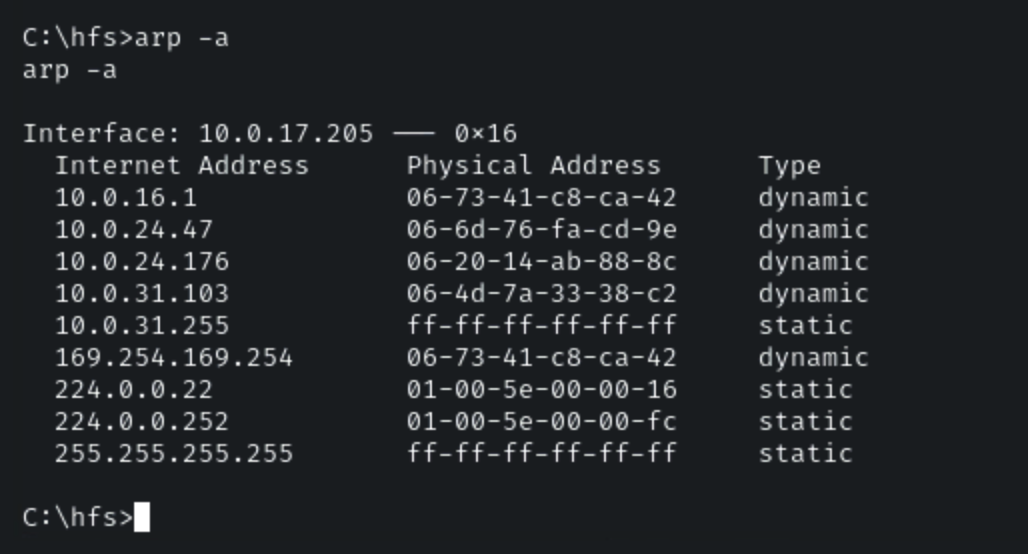 C:\hfs>arp -a
arp -a
Interface: 10.0.17.205 --- 0×16
Internet Address Physical Address Type
10.0.16.1 06-73-41-c8-ca-42 dynamic
10.0.24.47 06-6d-76-fa-cd-9e dynamic
10.0.24.176 06-20-14-ab-88-8c dynamic
10.0.31.103 06-4d-7a-33-38-c2 dynamic
10.0.31.255 ff-ff-ff-ff-ff-ff static
169.254.169.254 06-73-41-c8-ca-42 dynamic
224.0.0.22 01-00-5e-00-00-16 static
224.0.0.252 01-00-5e-00-00-fc static
255.255.255.255 ff-ff-ff-ff-ff-ff static
C:\hfs>